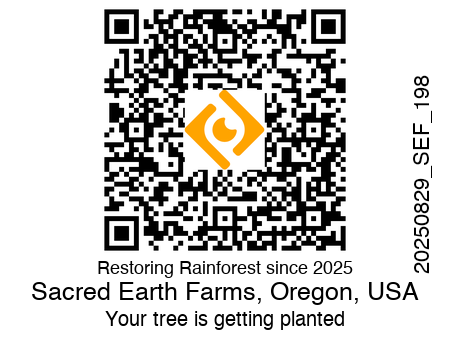 Restoring Rainforest since 2025
Sacred Earth Farms, Oregon, USA
Your tree is getting planted
20250829_SEF_198